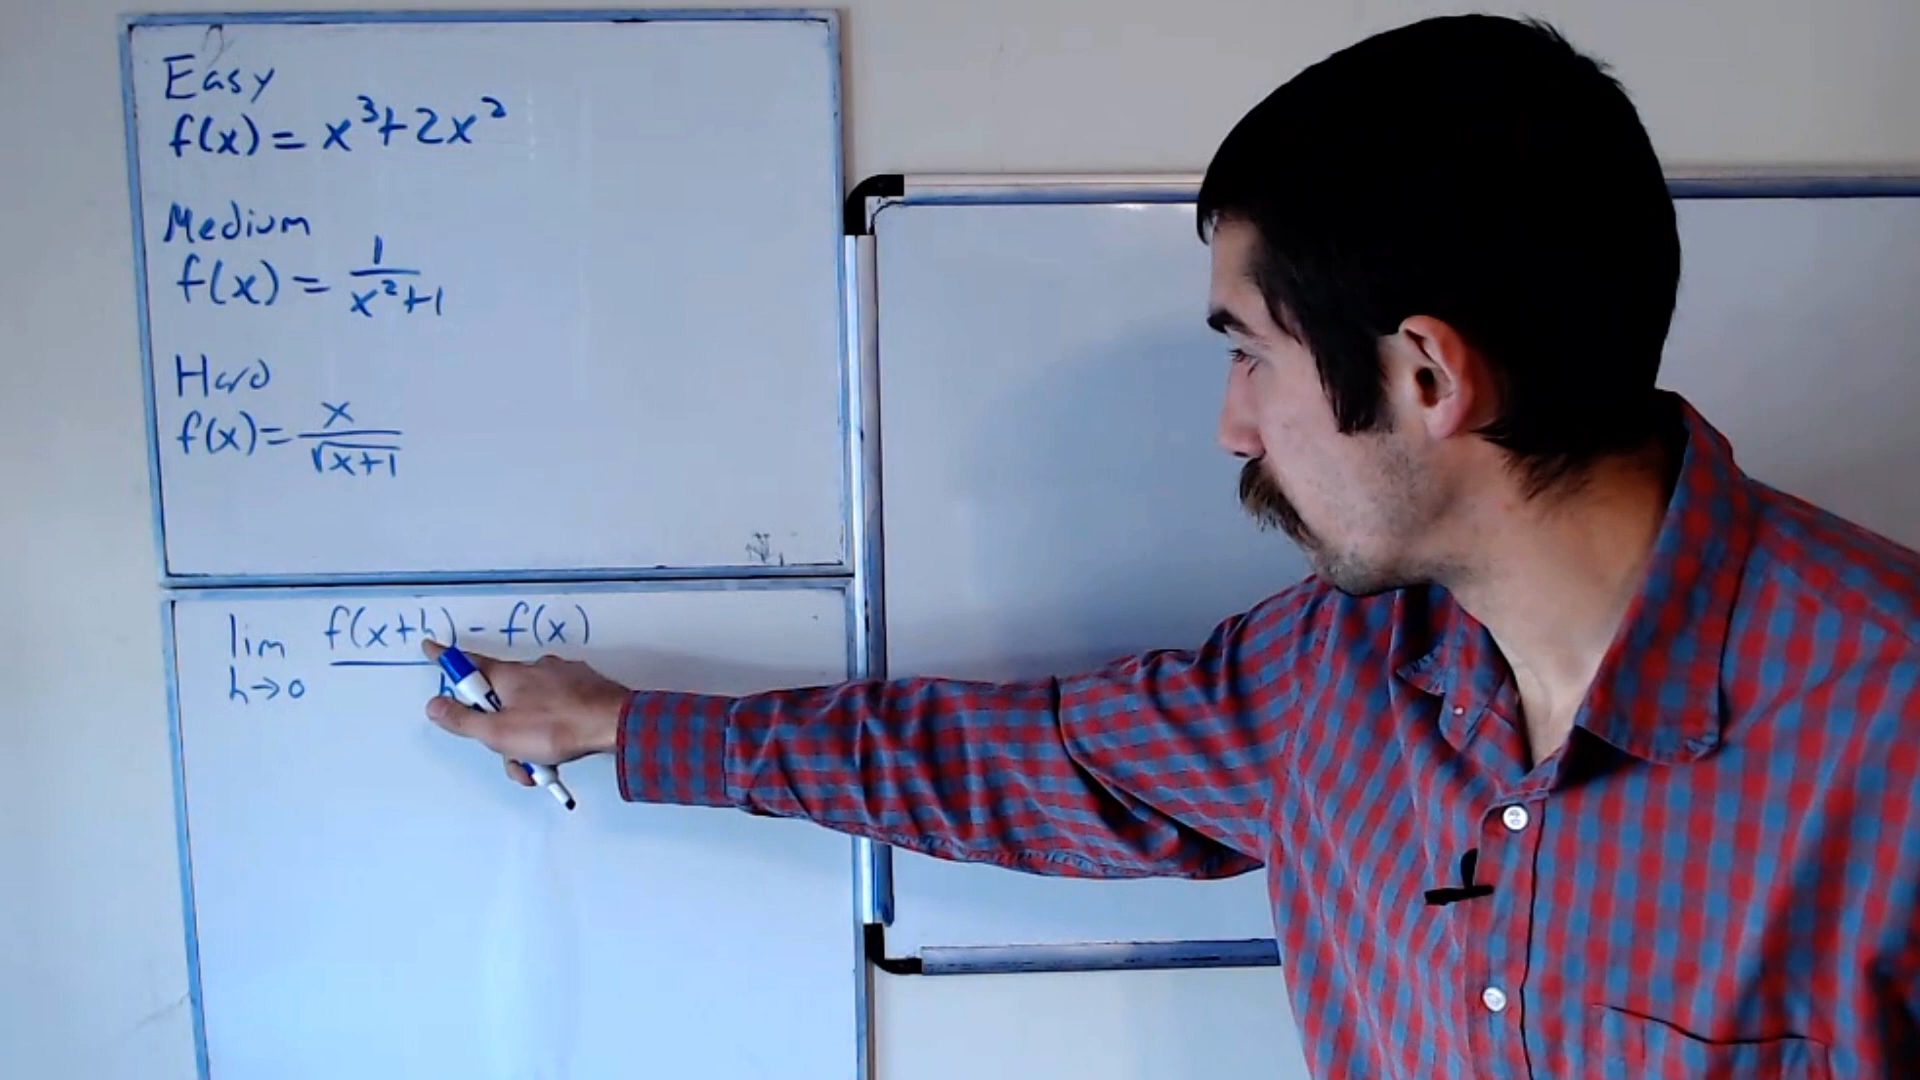 Easy
f(x) = x³+2x²
Medium
f(x) = 1/(x²+1)
Hard
f(x) = x/√(x+1)
lim h→0 (f(x+h) - f(x))/h